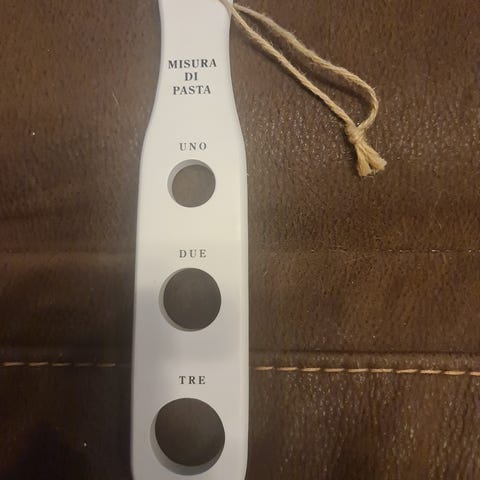 MISURA
DI
PASTA
UNO
DUE
TRE